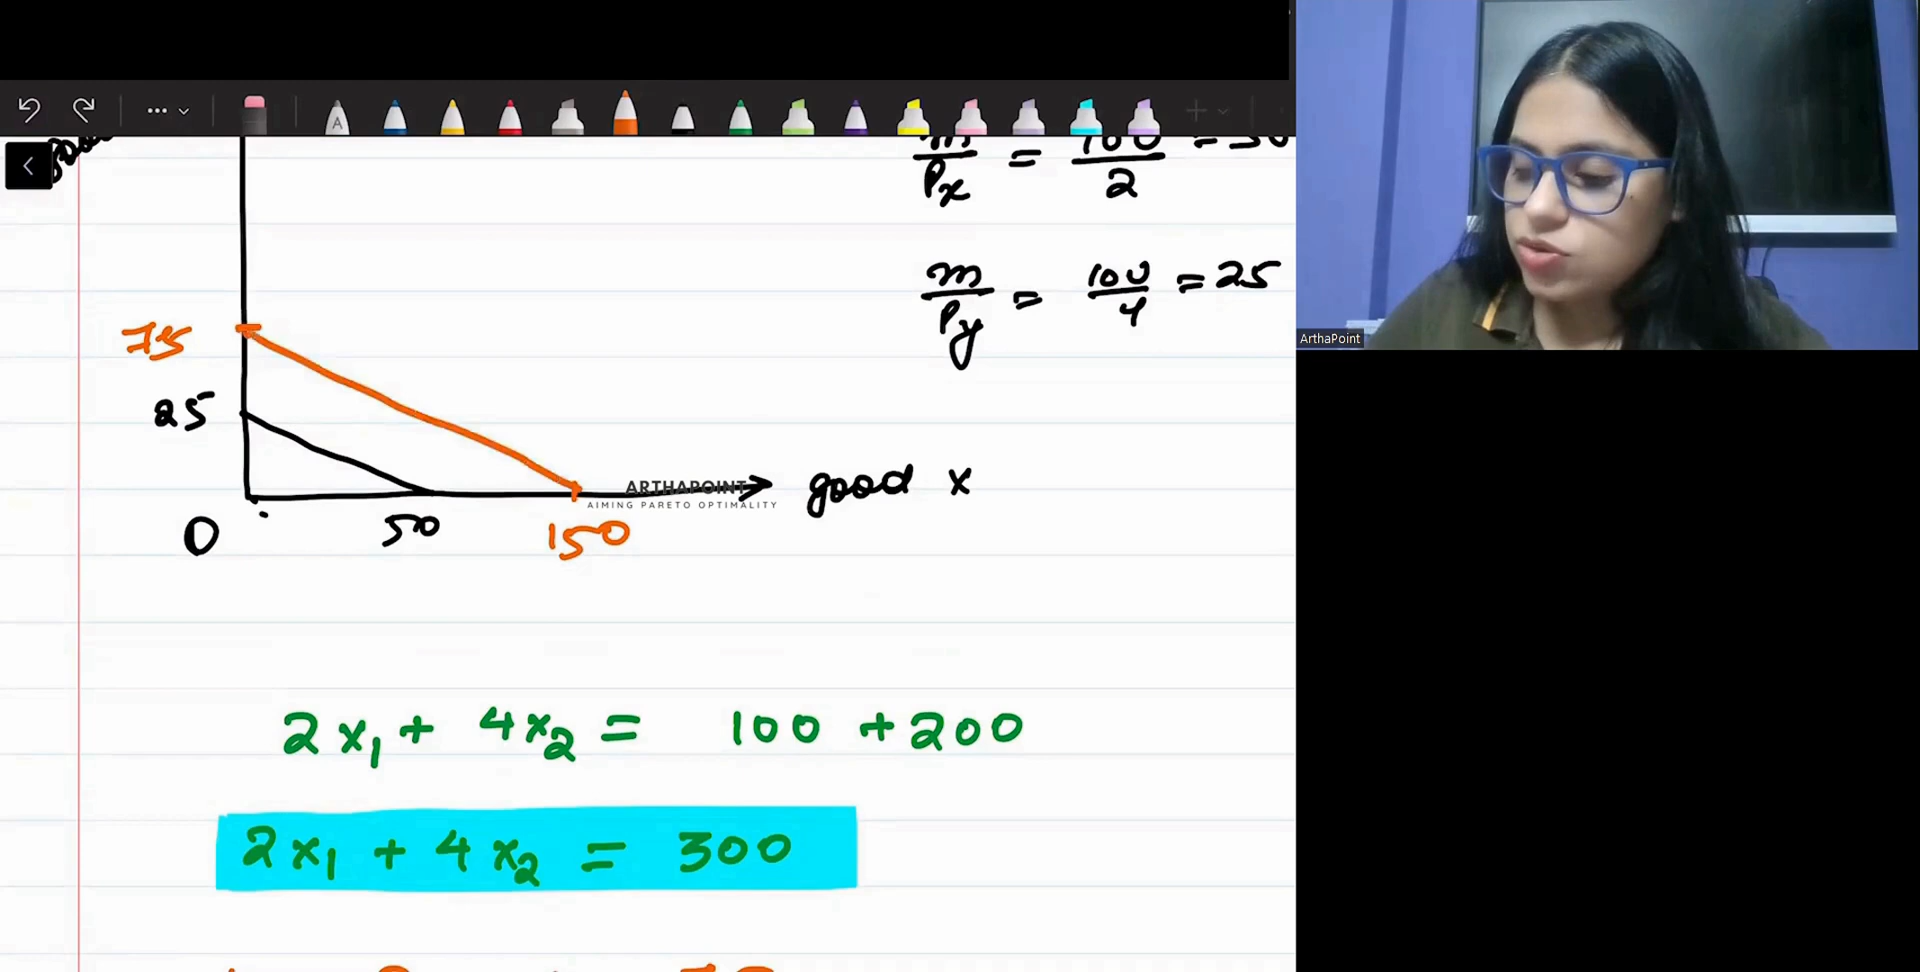 m/Px = 100/2
m/Py = 100/4 = 25
75
25
0 50 150
good x
ARTHAPOINT
AIMING PARETO OPTIMALITY
2x₁ + 4x₂ = 100 + 200
2x₁ + 4x₂ = 300
A
ArthaPoint